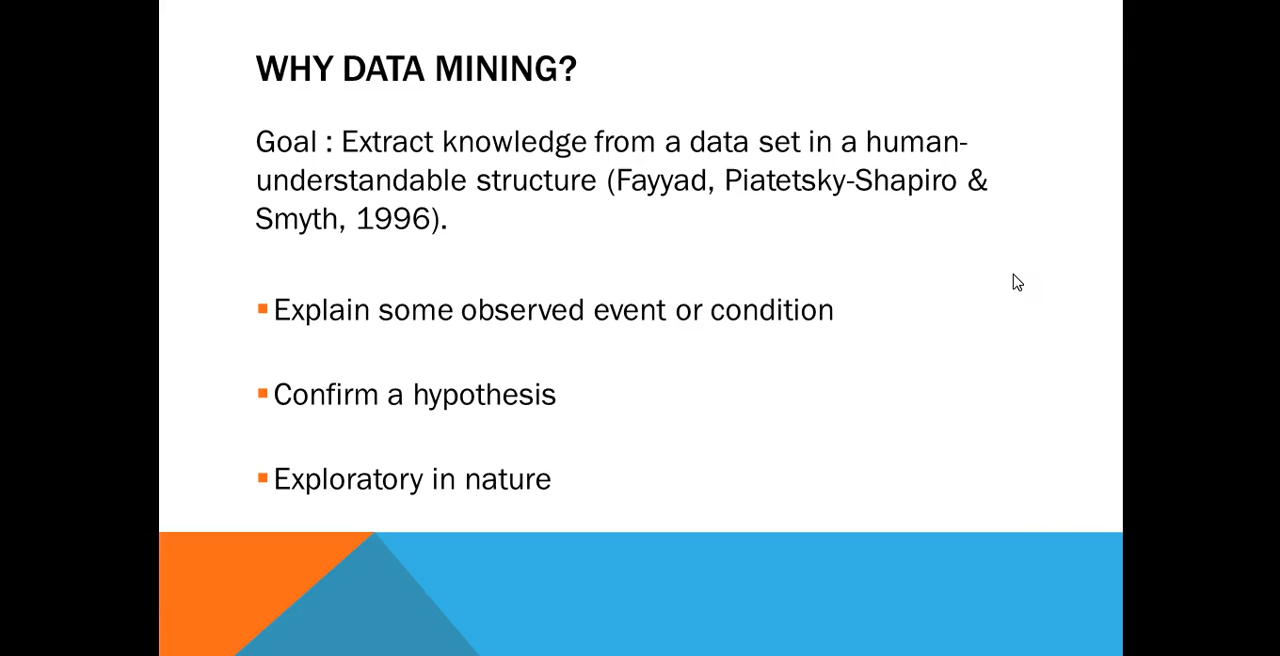 WHY DATA MINING?
Goal : Extract knowledge from a data set in a human-
understandable structure (Fayyad, Piatetsky-Shapiro &
Smyth, 1996).
▪Explain some observed event or condition
▪Confirm a hypothesis
▪Exploratory in nature